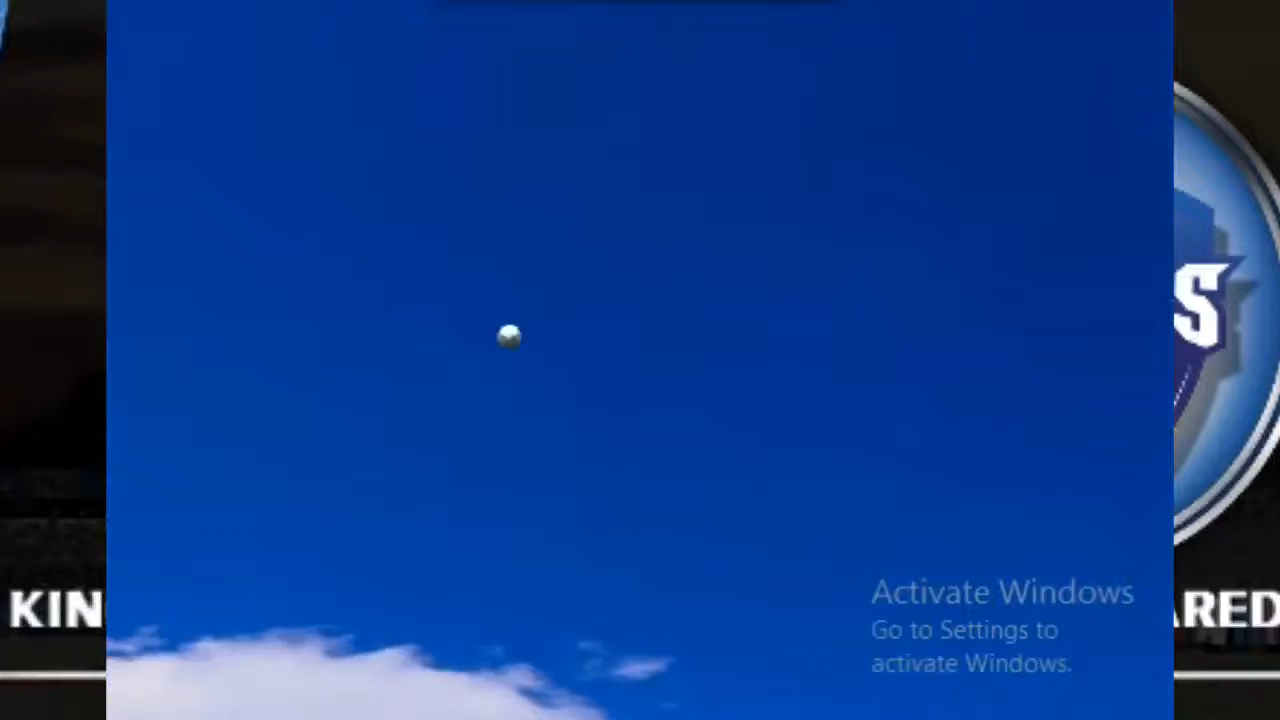 S
KIN
ARED
Activate Windows
Go to Settings to
activate Windows.